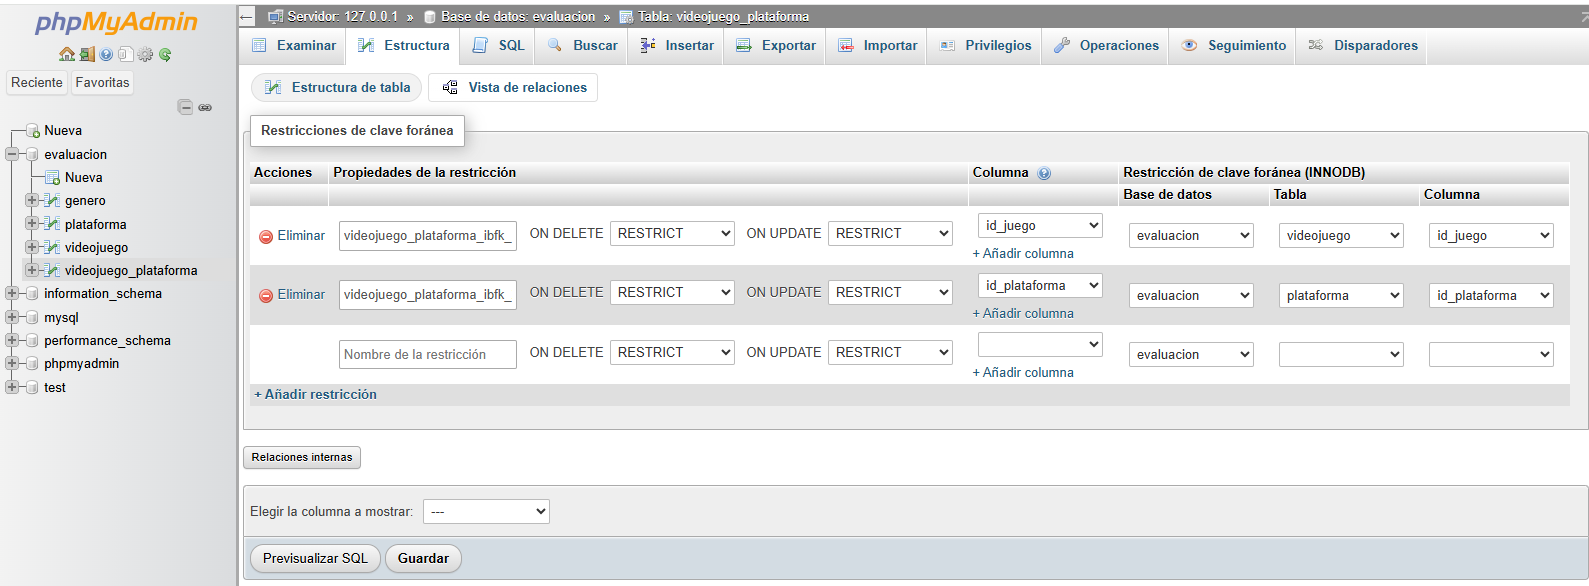 phpMyAdmin
Reciente Favoritas
Nueva
evaluacion
Nueva
genero
plataforma
videojuego
videojuego_plataforma
information_schema
mysql
performance_schema
phpmyadmin
test
Servidor: 127.0.0.1 » Base de datos: evaluacion » Tabla: videojuego_plataforma
Examinar Estructura SQL Buscar Insertar Exportar Importar Privilegios Operaciones Seguimiento Disparadores
Estructura de tabla Vista de relaciones
Restricciones de clave foránea
Acciones Propiedades de la restricción Columna Restricción de clave foránea (INNODB)
Base de datos Tabla Columna
Eliminar videojuego_plataforma_ibfk_ ON DELETE RESTRICT ON UPDATE RESTRICT id_juego evaluacion videojuego id_juego
+ Añadir columna
Eliminar videojuego_plataforma_ibfk_ ON DELETE RESTRICT ON UPDATE RESTRICT id_plataforma evaluacion plataforma id_plataforma
+ Añadir columna
Nombre de la restricción ON DELETE RESTRICT ON UPDATE RESTRICT evaluacion
+ Añadir columna
+ Añadir restricción
Relaciones internas
Elegir la columna a mostrar: ---
Previsualizar SQL Guardar